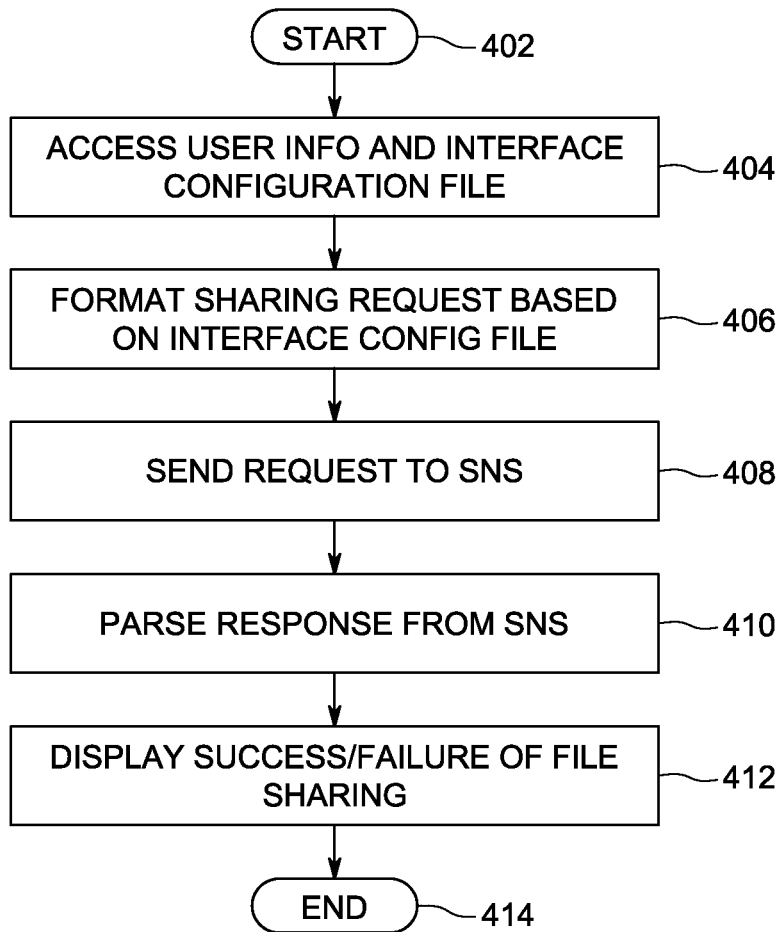 START
402
ACCESS USER INFO AND INTERFACE
CONFIGURATION FILE
404
FORMAT SHARING REQUEST BASED
ON INTERFACE CONFIG FILE
406
SEND REQUEST TO SNS
408
PARSE RESPONSE FROM SNS
410
DISPLAY SUCCESS/FAILURE OF FILE
SHARING
412
END
414